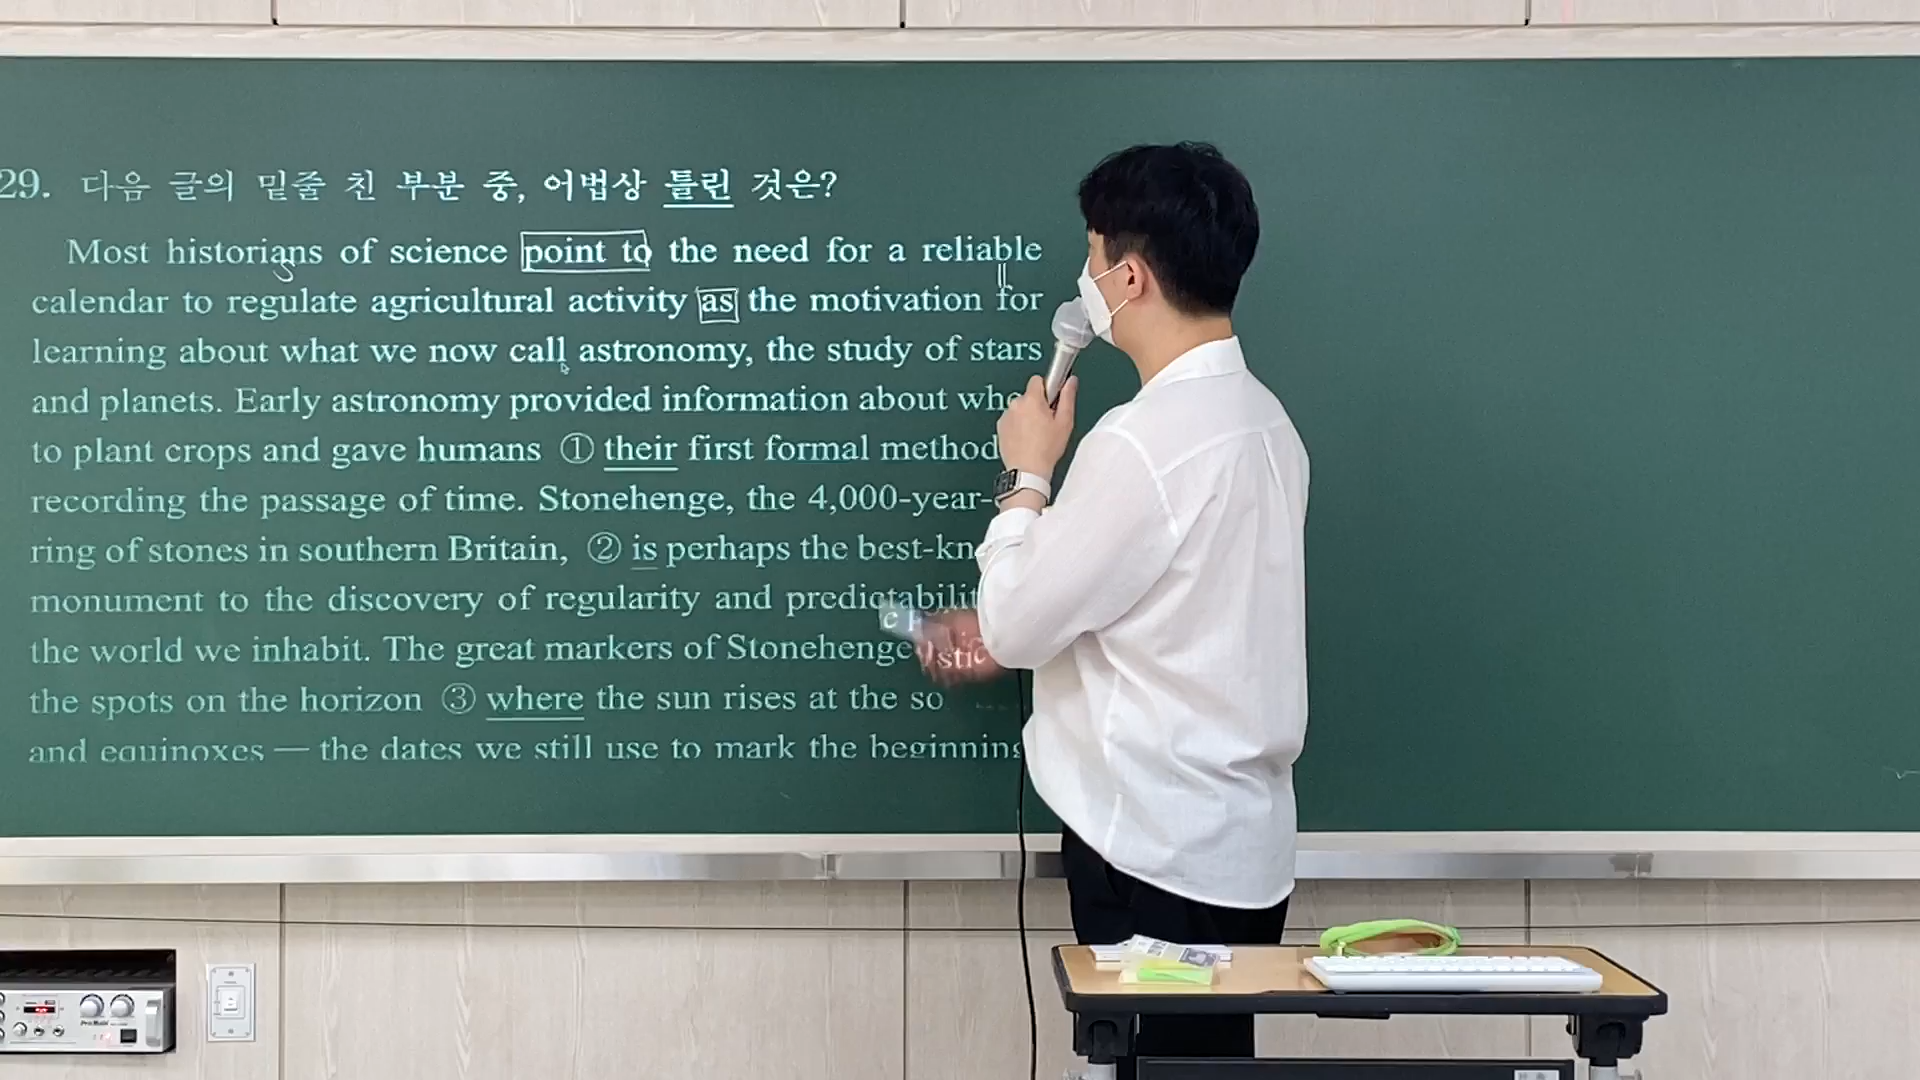 29. 다음 글의 밑줄 친 부분 중, 어법상 틀린 것은?
Most historians of science point to the need for a reliable
S
calendar to regulate agricultural activity as the motivation for
learning about what we now call astronomy, the study of stars
and planets. Early astronomy provided information about
to plant crops and gave humans ① their first formal method
recording the passage of time. Stonehenge, the 4,000-year-
ring of stones in southern Britain, ② is perhaps the
monument to the discovery of regularity and
the world we inhabit. The great markers of Stonehenge
the spots on the horizon ③ where the sun rises at the
and equinoxes — the dates we still use to mark the